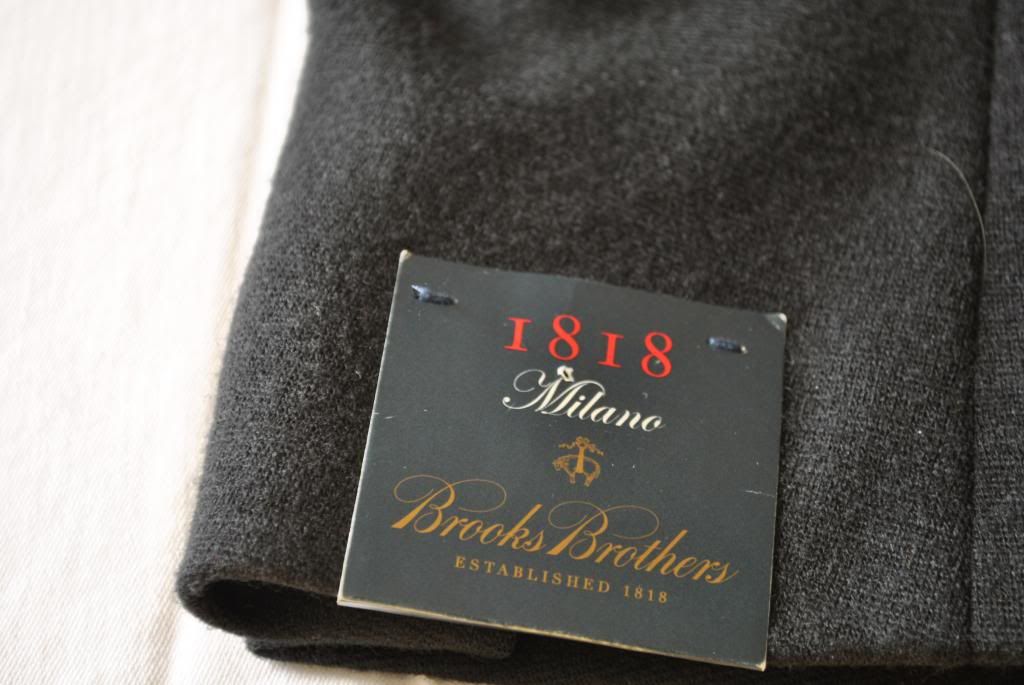 1818
Milano
Brooks Brothers
ESTABLISHED 1818